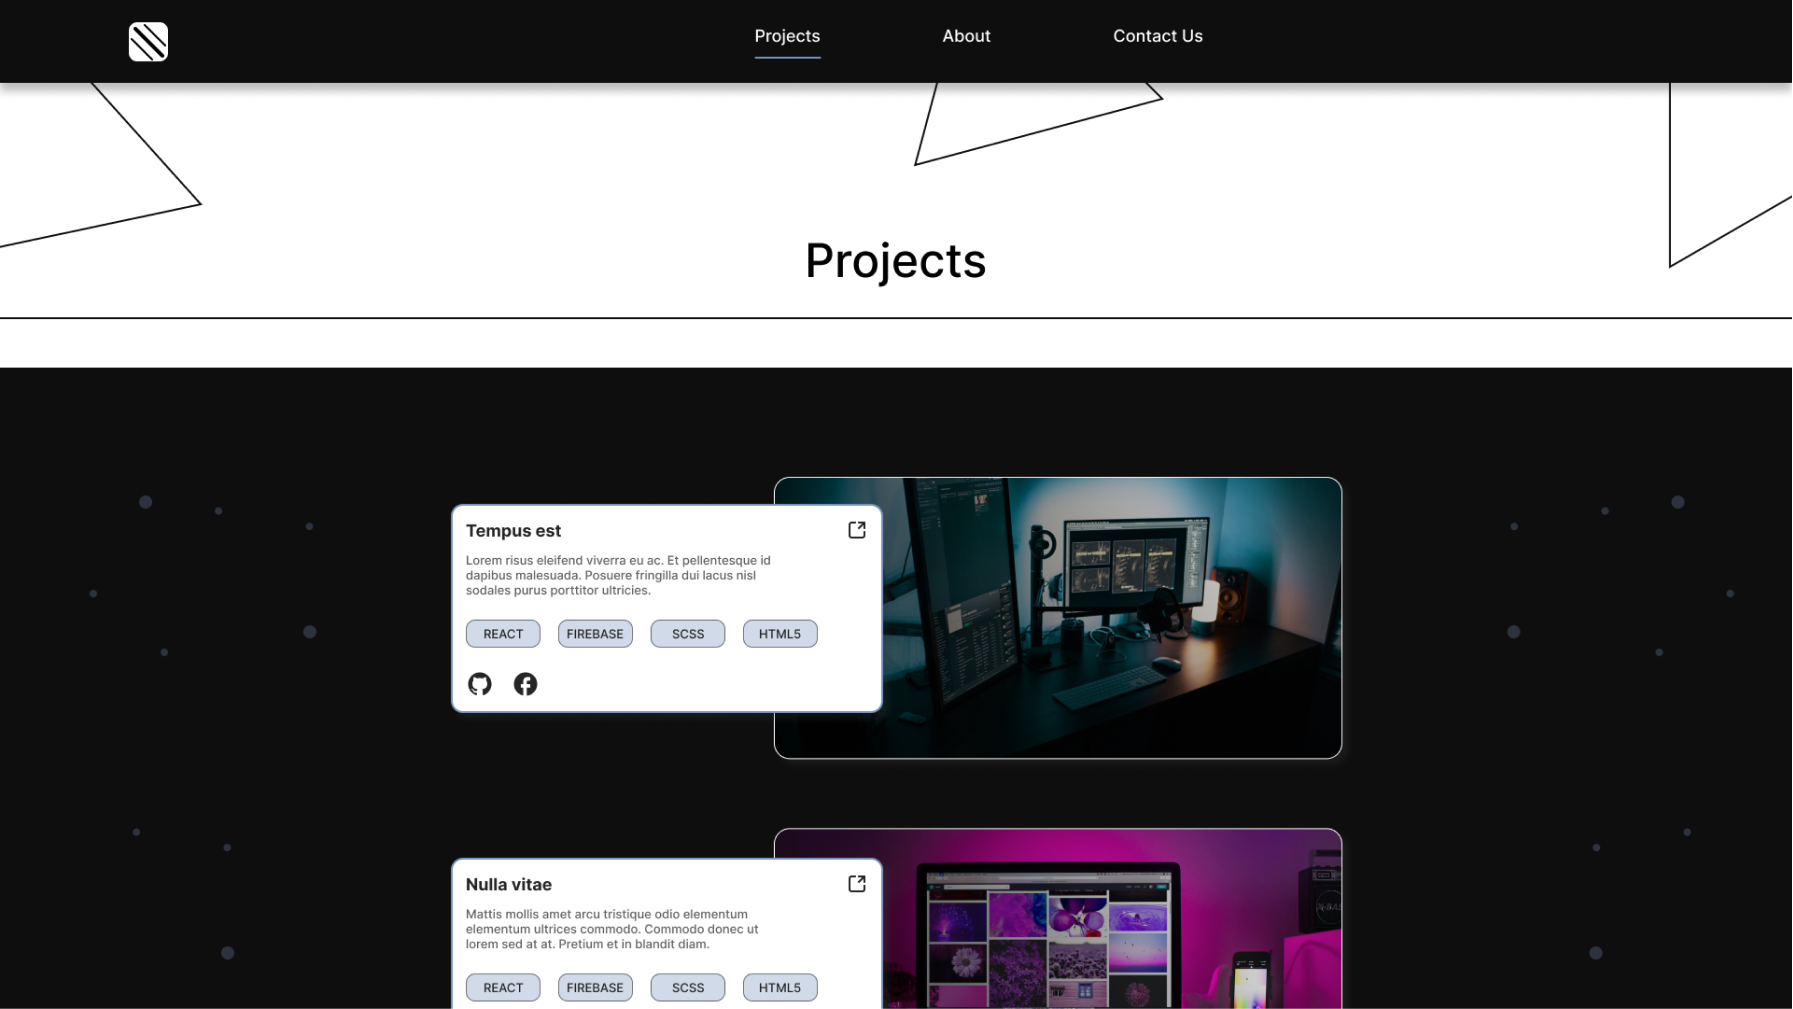 Projects
About
Contact Us
Projects
Tempus est
Lorem risus eleifend viverra eu ac. Et pellentesque id
dapibus malesuada. Posuere fringilla dui lacus nisl
sodales purus porttitor ultricies.
REACT
FIREBASE
SCSS
HTML5
Nulla vitae
Mattis mollis amet arcu tristique odio elementum
elementum ultrices commodo. Commodo donec ut
lorem sed at at. Pretium et in blandit diam.
REACT
FIREBASE
SCSS
HTML5